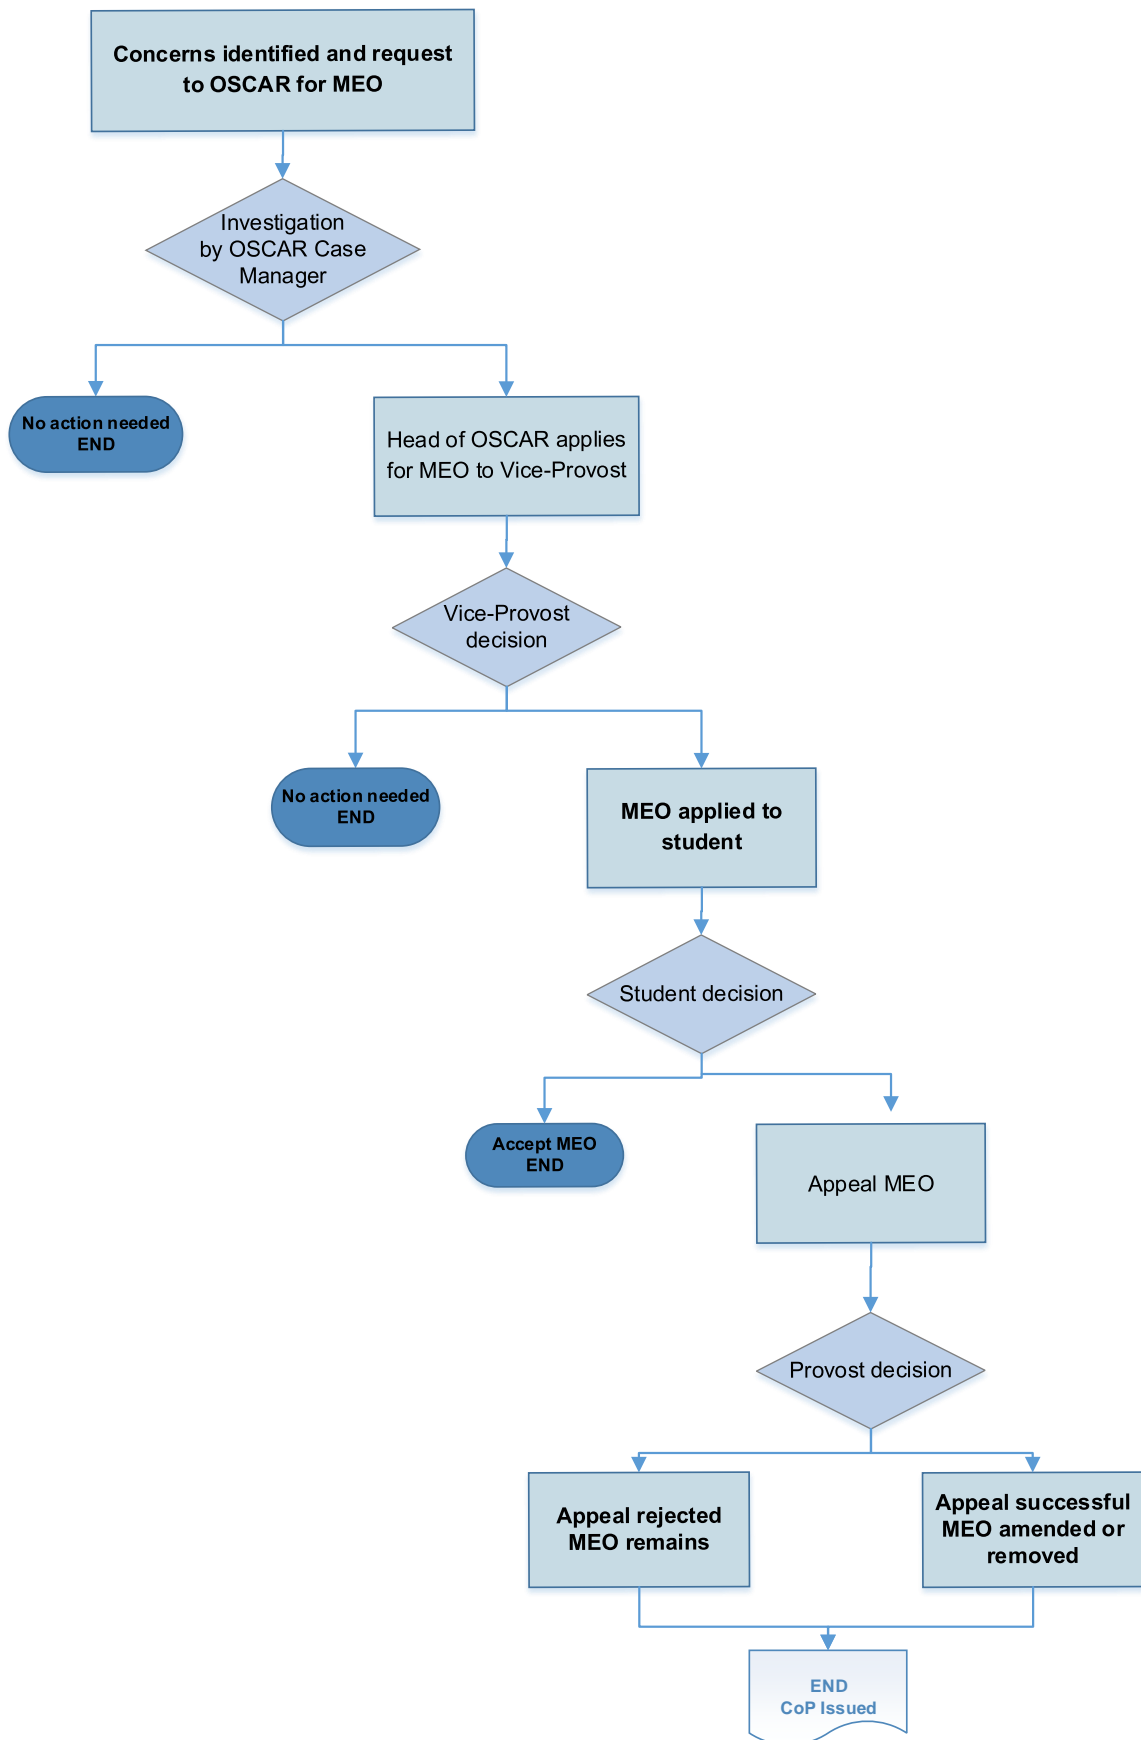 Concerns identified and request
to OSCAR for MEO
Investigation
by OSCAR Case
Manager
No action needed
END
Head of OSCAR applies
for MEO to Vice-Provost
Vice-Provost
decision
No action needed
END
MEO applied to
student
Student decision
Accept MEO
END
Appeal MEO
Provost decision
Appeal rejected
MEO remains
Appeal successful
MEO amended or
removed
END
CoP Issued